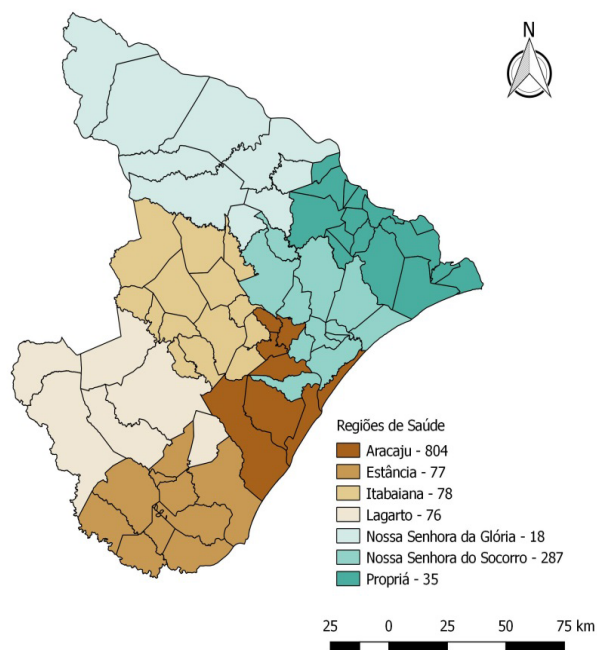 N
Regiões de Saúde
Aracaju - 804
Estância - 77
Itabaiana - 78
Lagarto - 76
Nossa Senhora da Glória - 18
Nossa Senhora do Socorro - 287
Propriá - 35
25 0 25 50 75 km